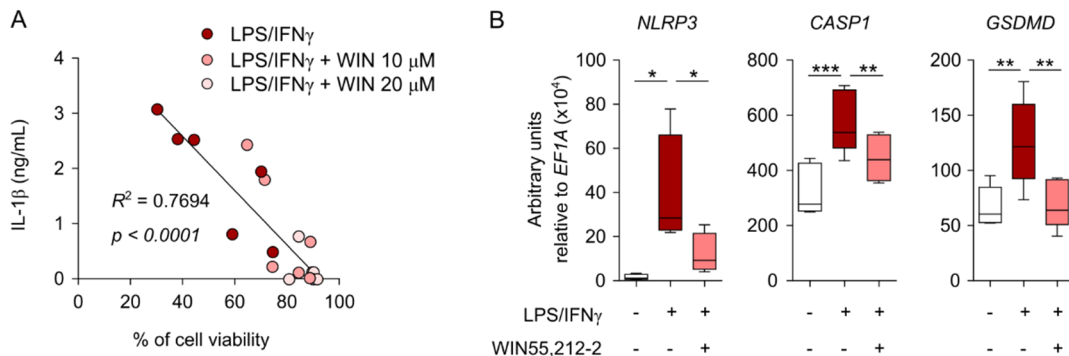 A
LPS/IFNγ
LPS/IFNγ + WIN 10 μM
LPS/IFNγ + WIN 20 μM
IL-1β (ng/mL)
4
3
2
1
0
R² = 0.7694
p < 0.0001
0 20 40 60 80 100
% of cell viability
B
NLRP3 CASP1 GSDMD
Arbitrary units
relative to EF1A (x10⁴)
100
80
60
40
20
0
* *
800
600
400
200
0
*** **
200
150
100
50
0
** **
LPS/IFNγ - + + - + + - + +
WIN55,212-2 - - + - - + - - +